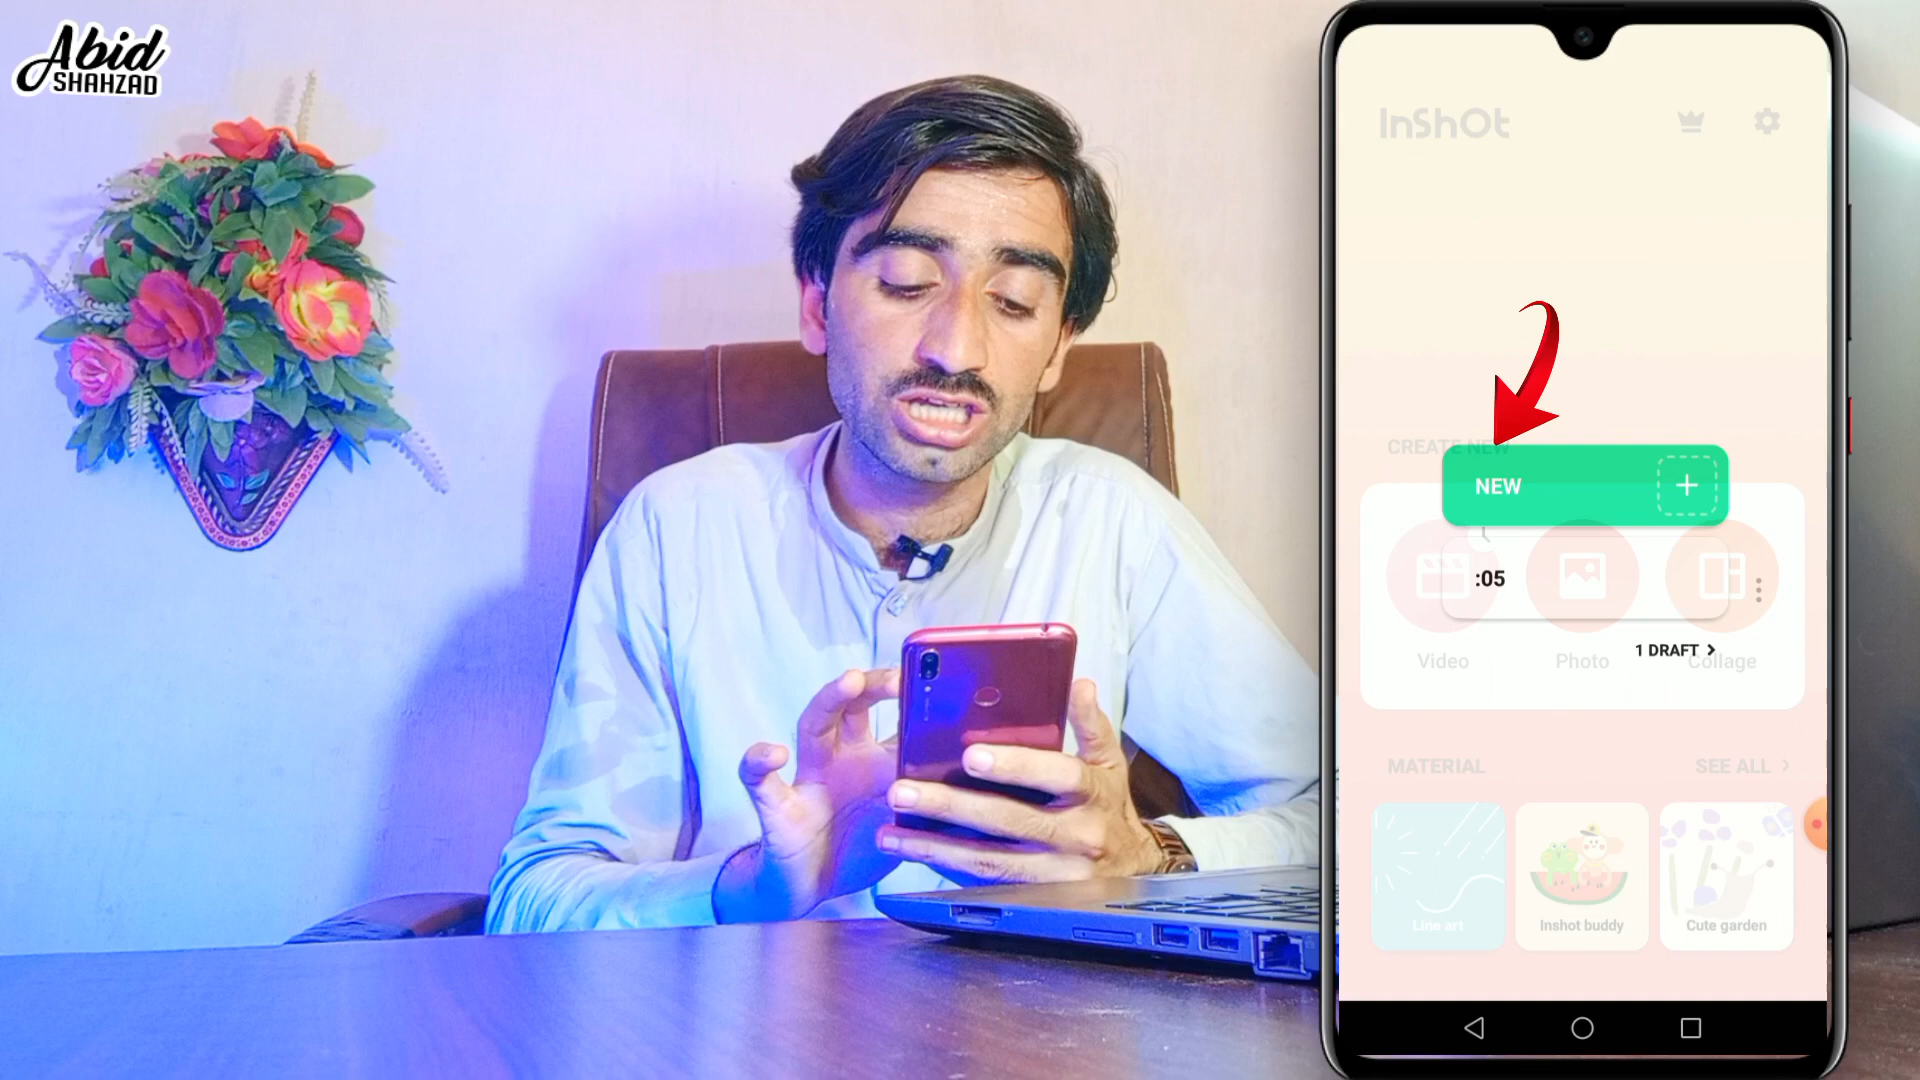 Abid
SHAHZAD
InShOt
CREATE NEW
NEW
:05
1 DRAFT >
Video
Photo
Collage
MATERIAL
SEE ALL >
Line art
Inshot buddy
Cute garden